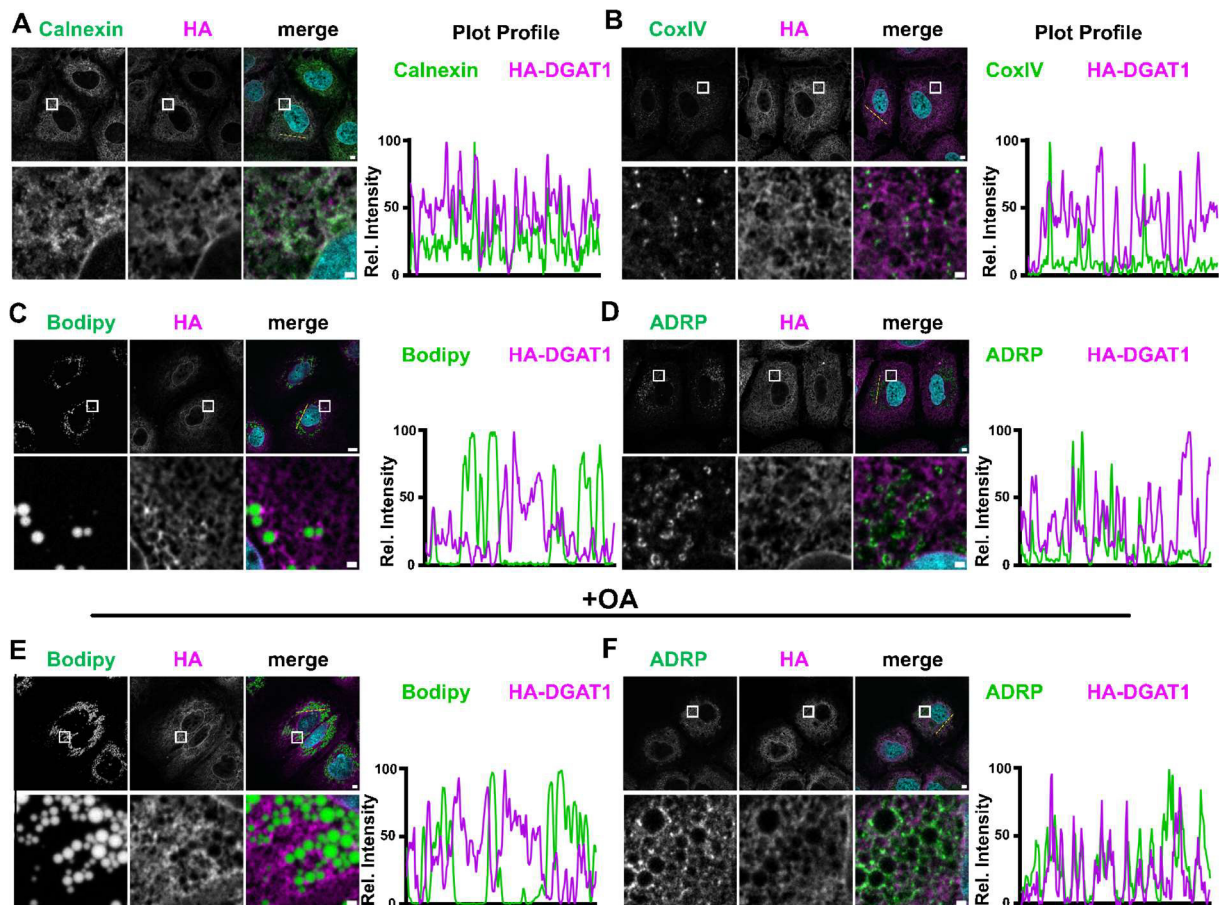 A
Calnexin HA merge Plot Profile
Calnexin HA-DGAT1
Rel. Intensity
100
50
0
B
CoxIV HA merge Plot Profile
CoxIV HA-DGAT1
Rel. Intensity
100
50
0
C
Bodipy HA merge
Bodipy HA-DGAT1
Rel. Intensity
100
50
0
D
ADRP HA merge
ADRP HA-DGAT1
Rel. Intensity
100
50
0
+OA
E
Bodipy HA merge
Bodipy HA-DGAT1
Rel. Intensity
100
50
0
F
ADRP HA merge
ADRP HA-DGAT1
Rel. Intensity
100
50
0